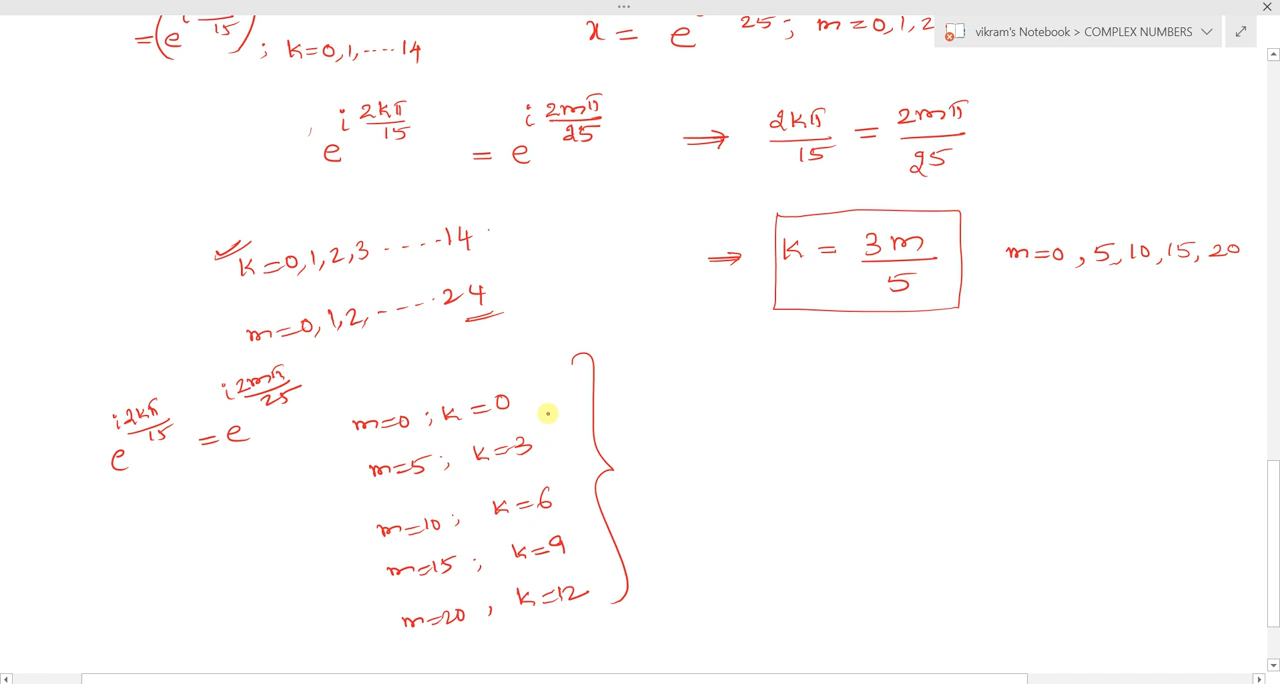 vikram's Notebook > COMPLEX NUMBERS
= (e^{i /15}) ; k=0,1,....14
x = e^{ 25} ; m=0,1,2
, e^{i 2kπ/15} = e^{i 2mπ/25} ⇒ 2kπ/15 = 2mπ/25
✓ k=0,1,2,3 ....14
⇒ k = 3m/5 m=0, 5, 10, 15, 20
m=0,1,2,....24
e^{i2kπ/15} = e^{i2mπ/25}
m=0 ; k=0
m=5 ; k=3
m=10 ; k=6
m=15 ; k=9
m=20 , k=12